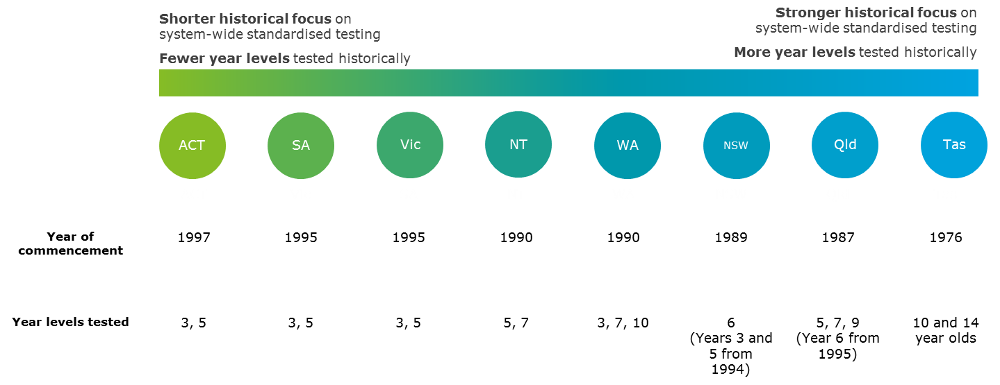 Shorter historical focus on
system-wide standardised testing
Fewer year levels tested historically
Stronger historical focus on
system-wide standardised testing
More year levels tested historically
ACT SA Vic NT WA NSW Qld Tas
Year of
commencement
1997 1995 1995 1990 1990 1989 1987 1976
Year levels tested
3, 5
3, 5
3, 5
5, 7
3, 7, 10
6
(Years 3 and
5 from
1994)
5, 7, 9
(Year 6 from
1995)
10 and 14
year olds